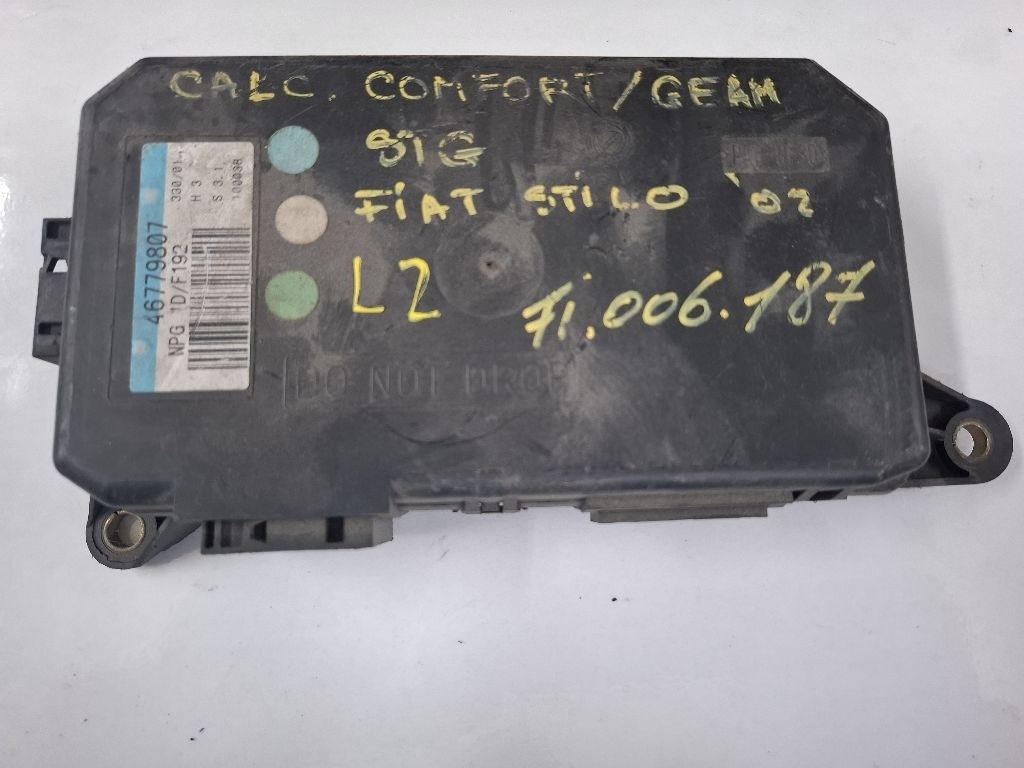 CALC. COMFORT/GEAM
SIG
FIAT STILO '02
L2
71.006.187
DO NOT DROP
46779807
NPG 1D/F192
330/01
H 3
S 3.1